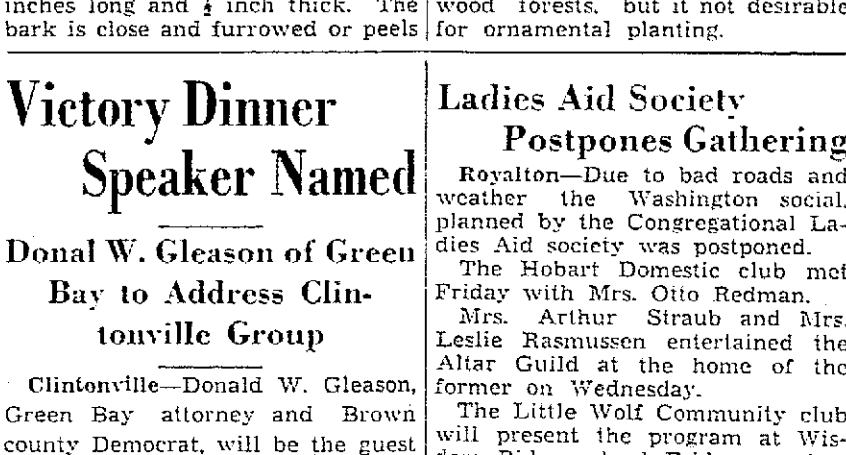 inches long and ½ inch thick. The
bark is close and furrowed or peels
Victory Dinner
Speaker Named
Donal W. Gleason of Green
Bay to Address Clin-
tonville Group
Clintonville—Donald W. Gleason,
Green Bay attorney and Brown
county Democrat, will be the guest
wood forests, but it not desirable
for ornamental planting.
Ladies Aid Society
Postpones Gathering
Royalton—Due to bad roads and
weather the Washington social,
planned by the Congregational La-
dies Aid society was postponed.
The Hobart Domestic club met
Friday with Mrs. Otto Redman.
Mrs. Arthur Straub and Mrs.
Leslie Rasmussen entertained the
Altar Guild at the home of the
former on Wednesday.
The Little Wolf Community club
will present the program at Wis-